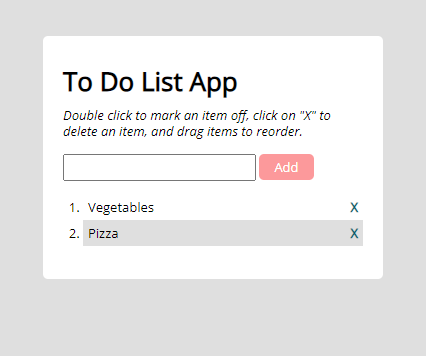 To Do List App
Double click to mark an item off, click on "X" to
delete an item, and drag items to reorder.
Add
1. Vegetables X
2. Pizza X